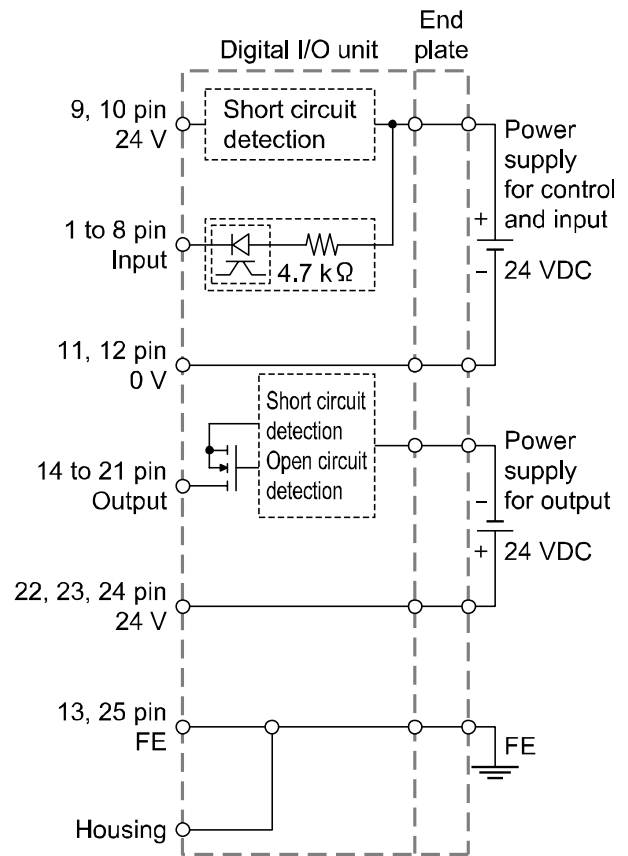 End
plate
Digital I/O unit
9, 10 pin
24 V
Short circuit
detection
Power
supply
for control
and input
+
−
24 VDC
1 to 8 pin
Input
4.7 kΩ
11, 12 pin
0 V
Short circuit
detection
Open circuit
detection
14 to 21 pin
Output
Power
supply
for output
−
+
24 VDC
22, 23, 24 pin
24 V
13, 25 pin
FE
FE
Housing